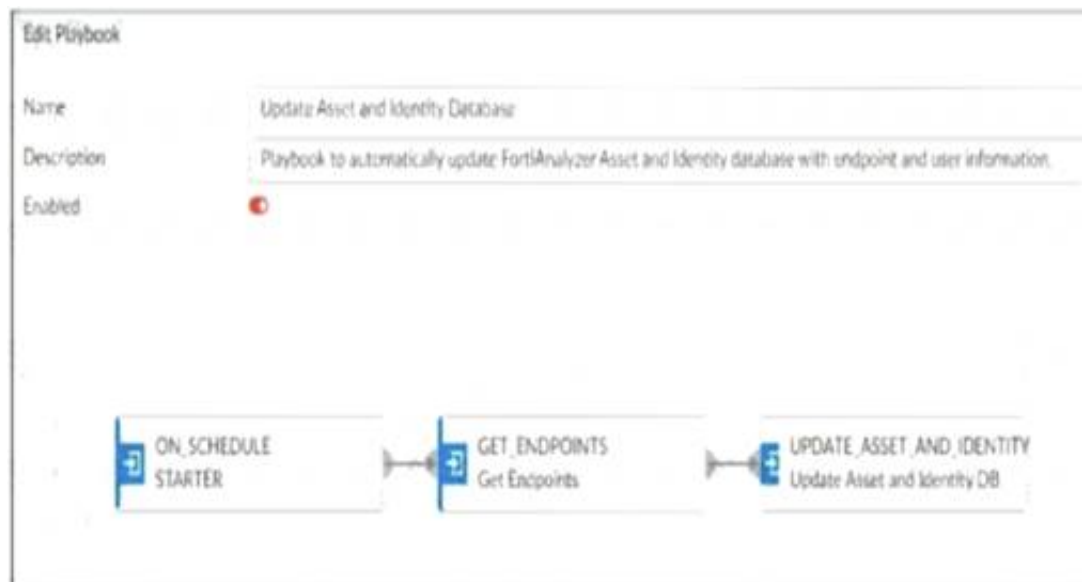 Edit Playbook
Name Update Asset and Identity Database
Description Playbook to automatically update FortiAnalyzer Asset and Identity database with endpoint and user information.
Enabled
ON_SCHEDULE
STARTER
GET_ENDPOINTS
Get Endpoints
UPDATE_ASSET_AND_IDENTITY
Update Asset and Identity DB